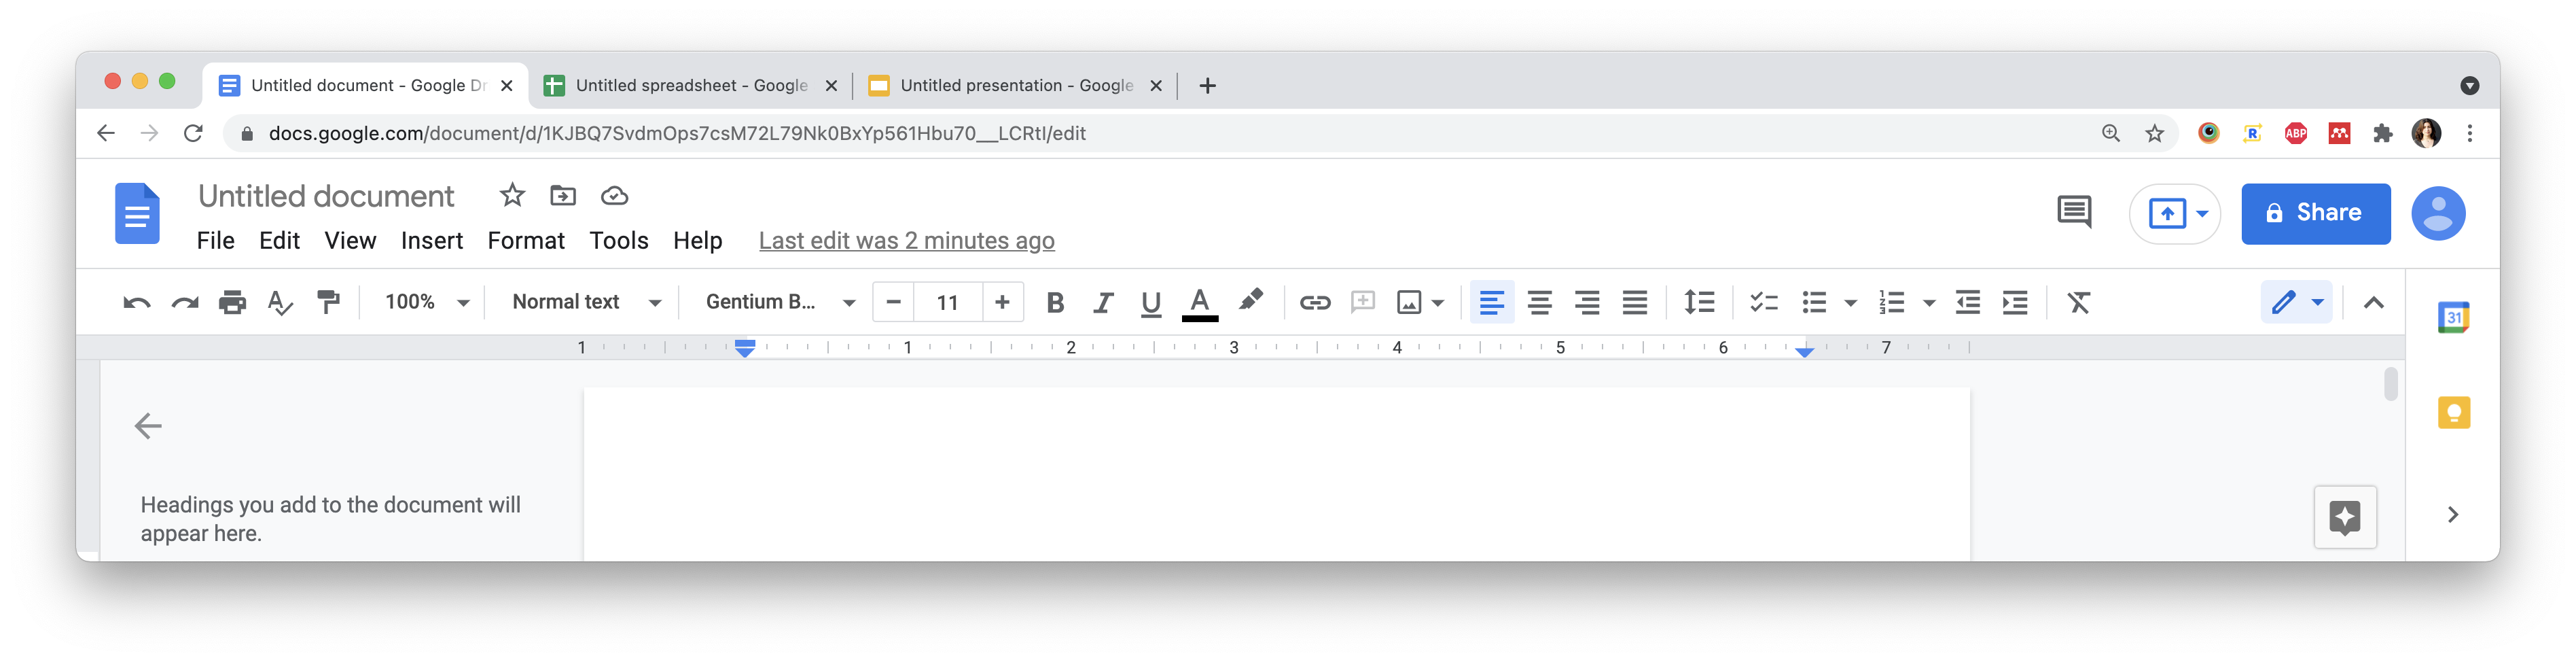 Untitled document - Google Dr
Untitled spreadsheet - Google
Untitled presentation - Google
docs.google.com/document/d/1KJBQ7SvdmOps7csM72L79Nk0BxYp561Hbu70__LCRtI/edit
R
ABP
Untitled document
Share
File Edit View Insert Format Tools Help Last edit was 2 minutes ago
100% Normal text Gentium B... 11 B I U A
31
1 1 2 3 4 5 6 7
Headings you add to the document will
appear here.